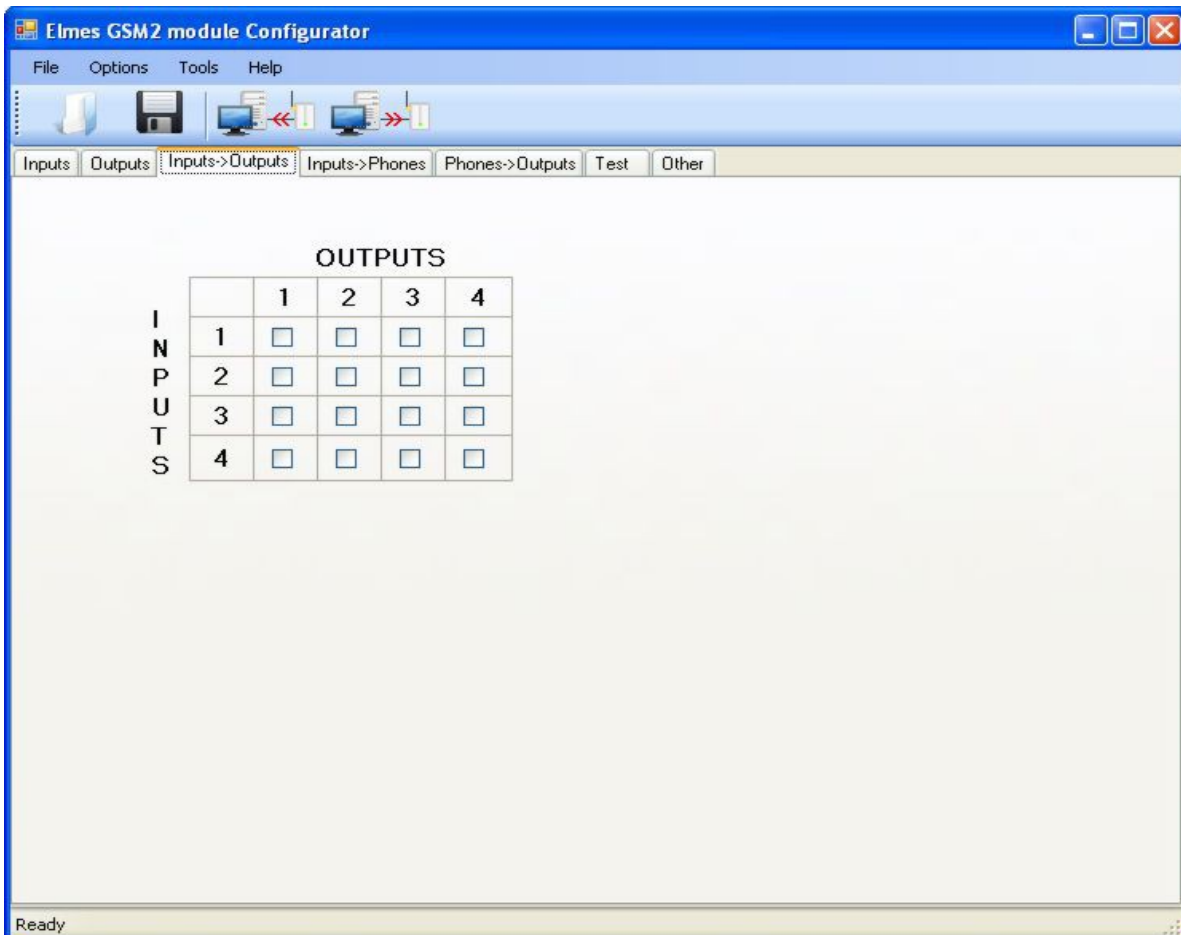 Elmes GSM2 module Configurator
File Options Tools Help
Inputs Outputs Inputs->Outputs Inputs->Phones Phones->Outputs Test Other
OUTPUTS
1 2 3 4
INPUTS
1
2
3
4
Ready